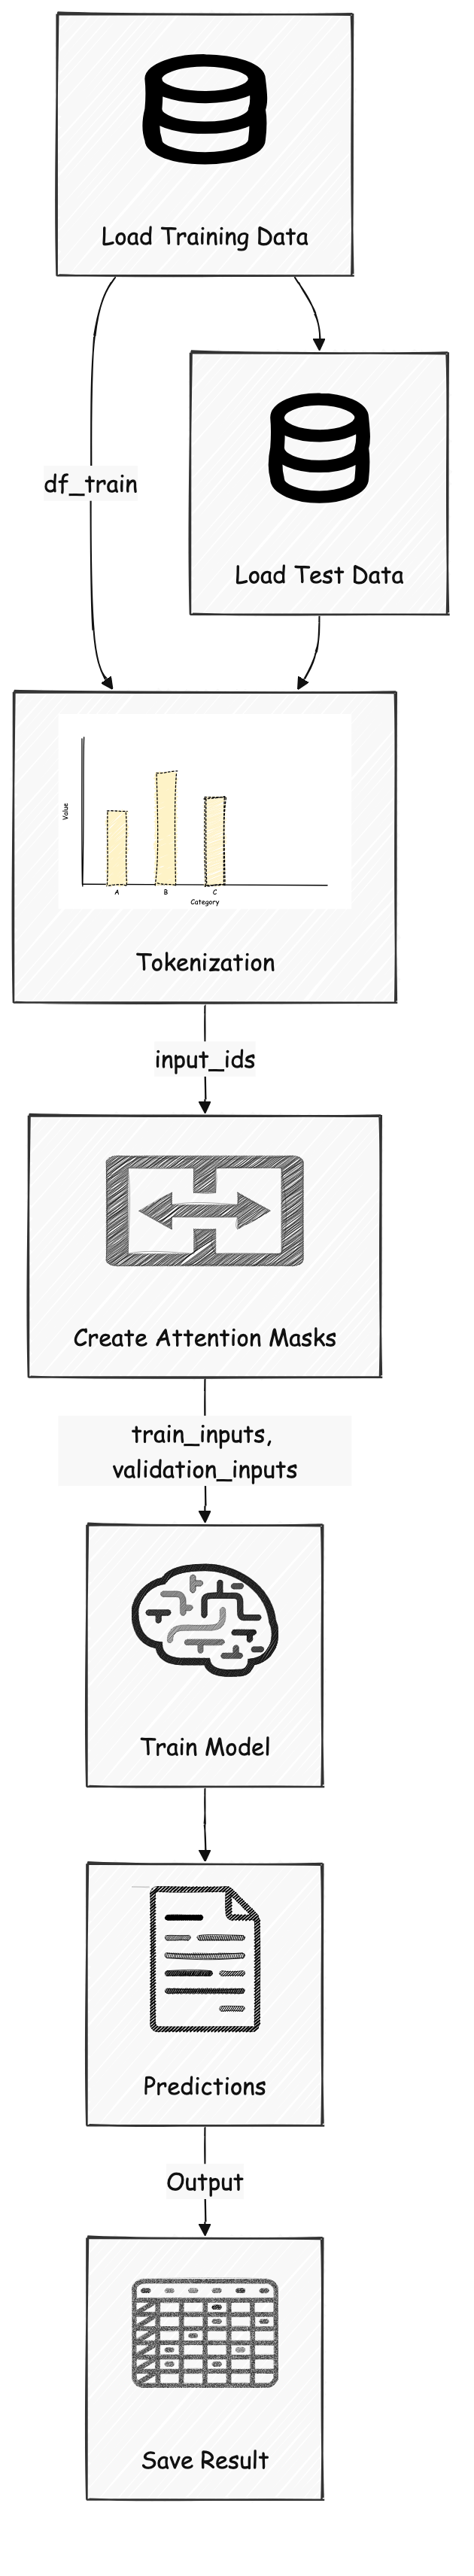 Load Training Data
df_train
Load Test Data
Value
A
B
C
Category
Tokenization
input_ids
Create Attention Masks
train_inputs,
validation_inputs
Train Model
Predictions
Output
Save Result